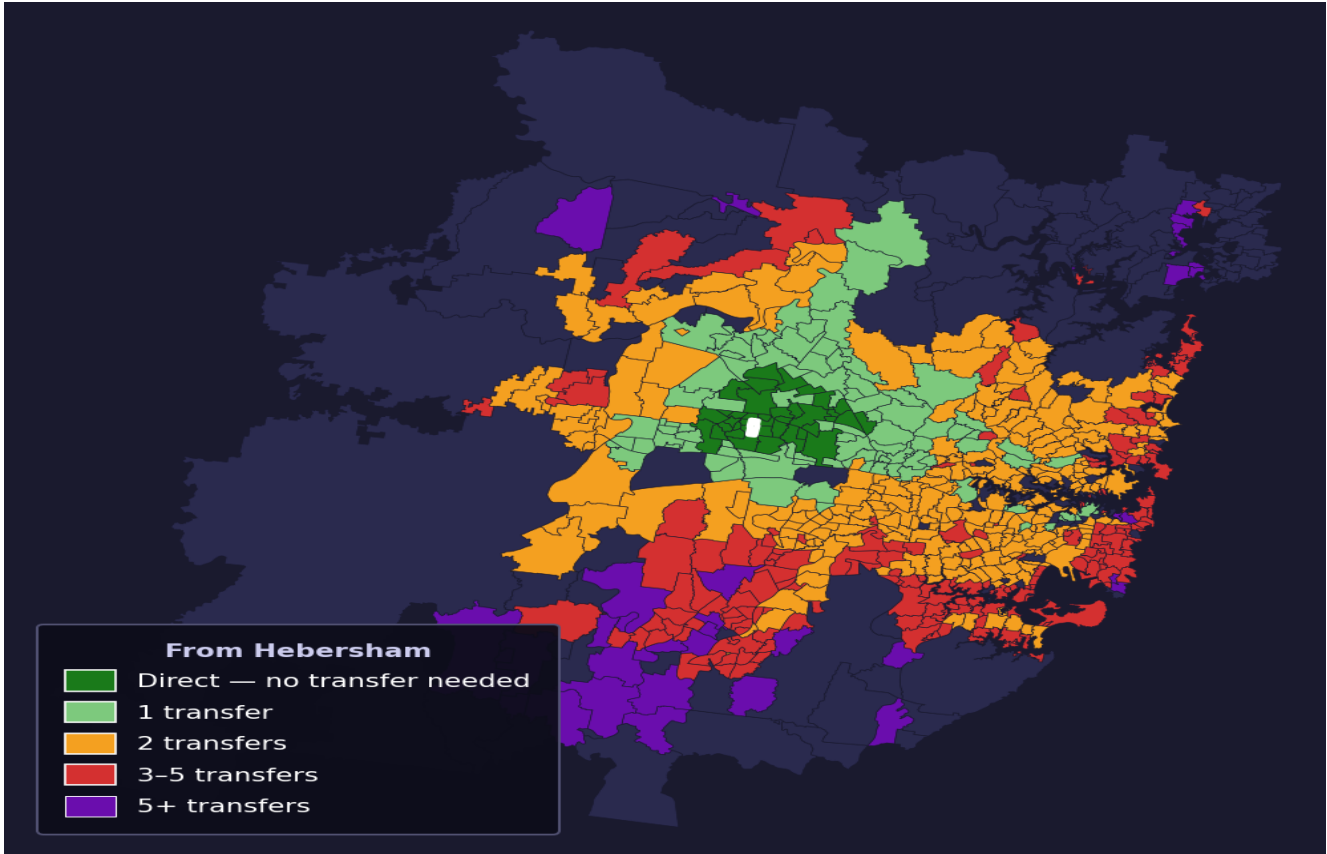 From Hebersham
Direct — no transfer needed
1 transfer
2 transfers
3–5 transfers
5+ transfers